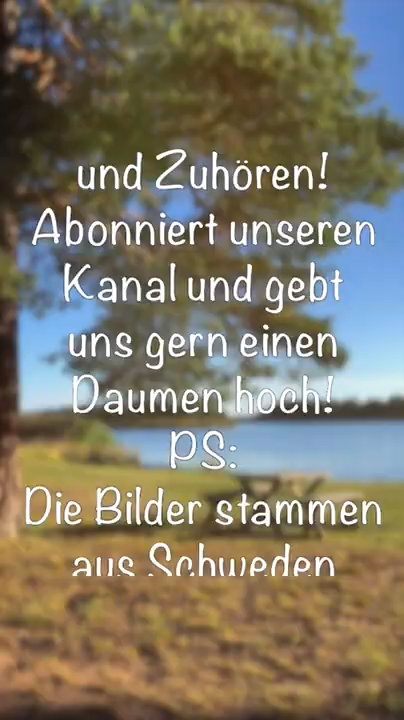 und Zuhören!
Abonniert unseren
Kanal und gebt
uns gern einen
Daumen hoch!
PS:
Die Bilder stammen
aus Schweden